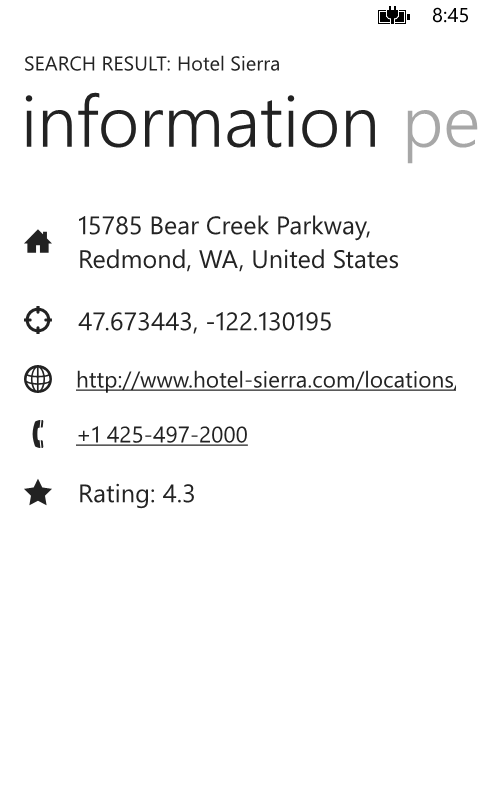 8:45
SEARCH RESULT: Hotel Sierra
information pe
15785 Bear Creek Parkway,
Redmond, WA, United States
47.673443, -122.130195
http://www.hotel-sierra.com/locations,
+1 425-497-2000
Rating: 4.3